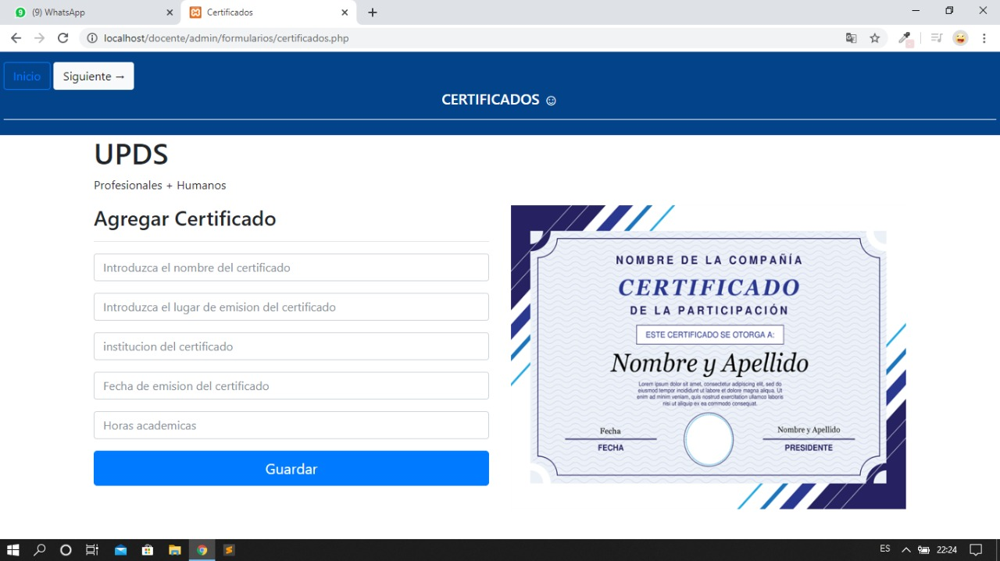 (9) WhatsApp
Certificados
localhost/docente/admin/formularios/certificados.php
Inicio
Siguiente →
CERTIFICADOS ☺
UPDS
Profesionales + Humanos
Agregar Certificado
Introduzca el nombre del certificado
Introduzca el lugar de emision del certificado
institucion del certificado
Fecha de emision del certificado
Horas academicas
Guardar
NOMBRE DE LA COMPAÑÍA
CERTIFICADO
DE LA PARTICIPACIÓN
ESTE CERTIFICADO SE OTORGA A:
Nombre y Apellido
Lorem ipsum dolor sit amet, consectetur adipiscing elit, sed do
eiusmod tempor incididunt ut labore et dolore magna aliqua. Ut
enim ad minim veniam, quis nostrud exercitation ullamco laboris
nisi ut aliquip ex ea commodo consequat.
Fecha
FECHA
Nombre y Apellido
PRESIDENTE
ES
22:24